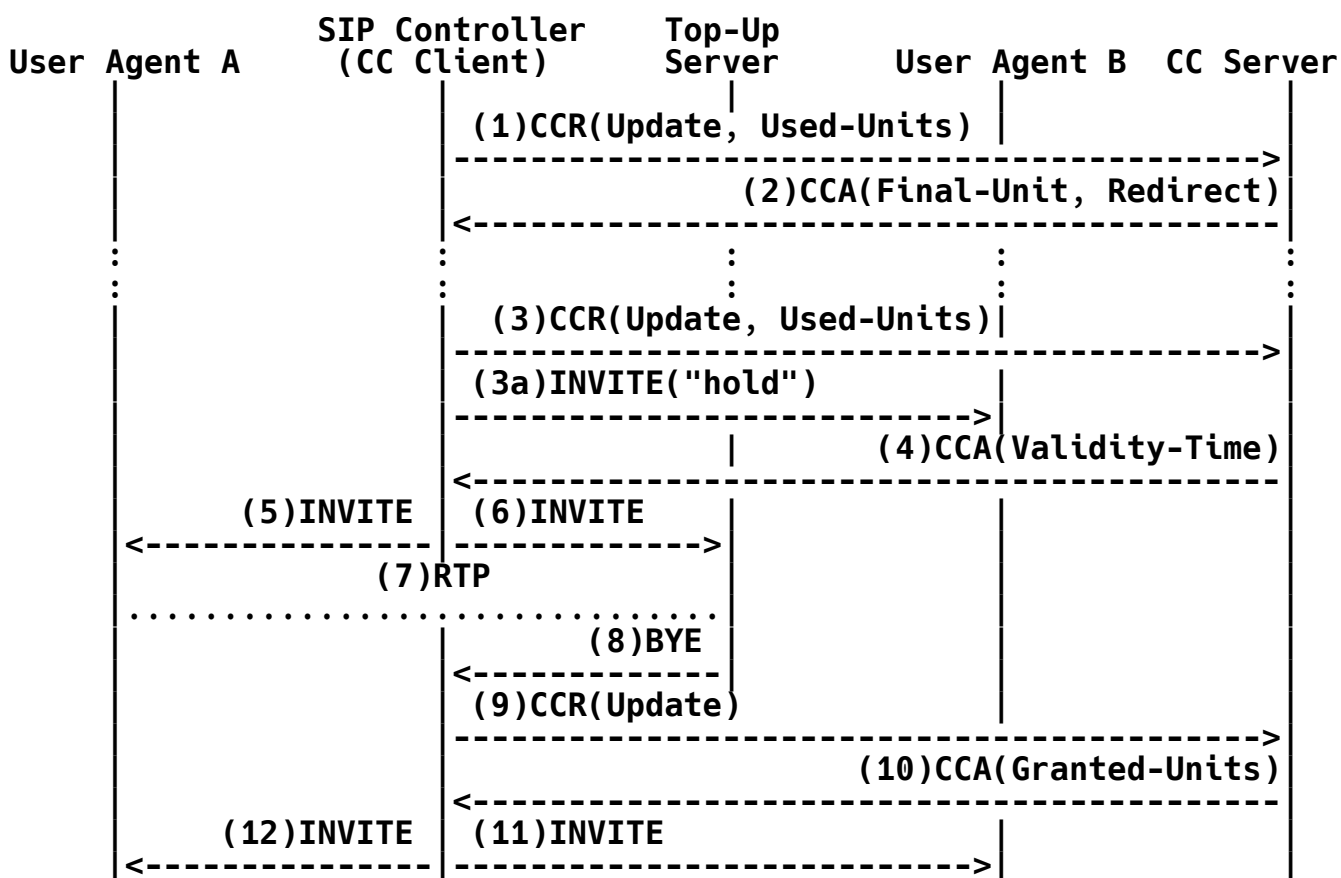 SIP Controller Top-Up
User Agent A (CC Client) Server User Agent B CC Server
(1)CCR(Update, Used-Units)
(2)CCA(Final-Unit, Redirect)
(3)CCR(Update, Used-Units)
(3a)INVITE("hold")
(4)CCA(Validity-Time)
(5)INVITE (6)INVITE
(7)RTP
(8)BYE
(9)CCR(Update)
(10)CCA(Granted-Units)
(12)INVITE (11)INVITE